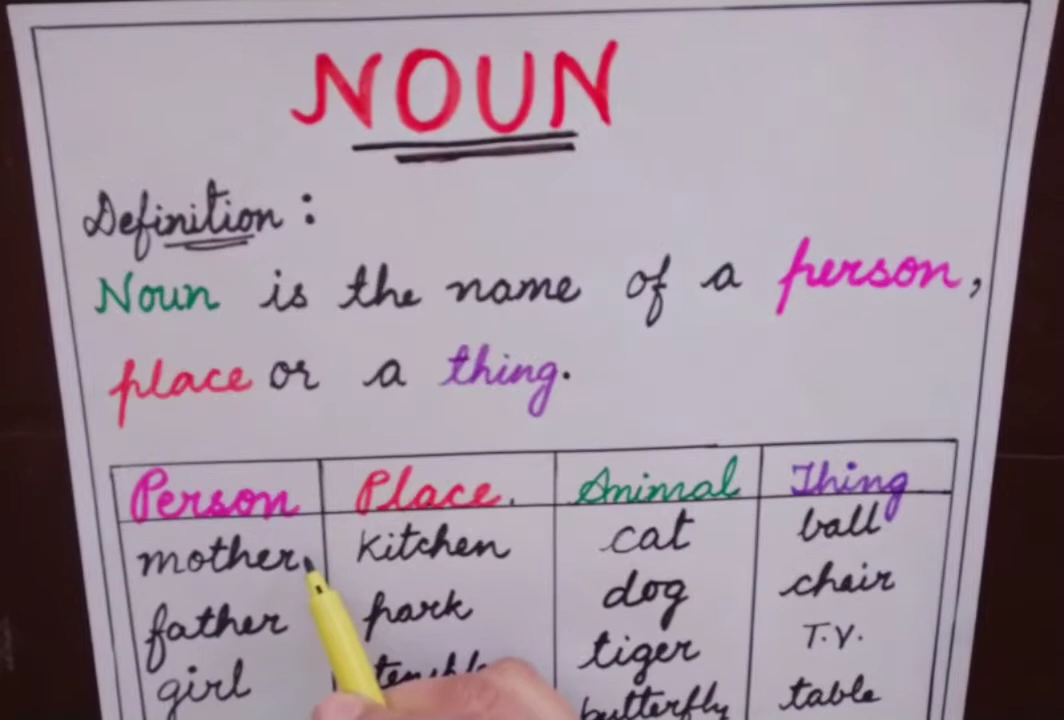 NOUN
Definition :
Noun is the name of a person,
place or a thing.
Person Place. Animal Thing
mother kitchen cat ball
father park dog chair
girl tiger T.V.
butterfly table